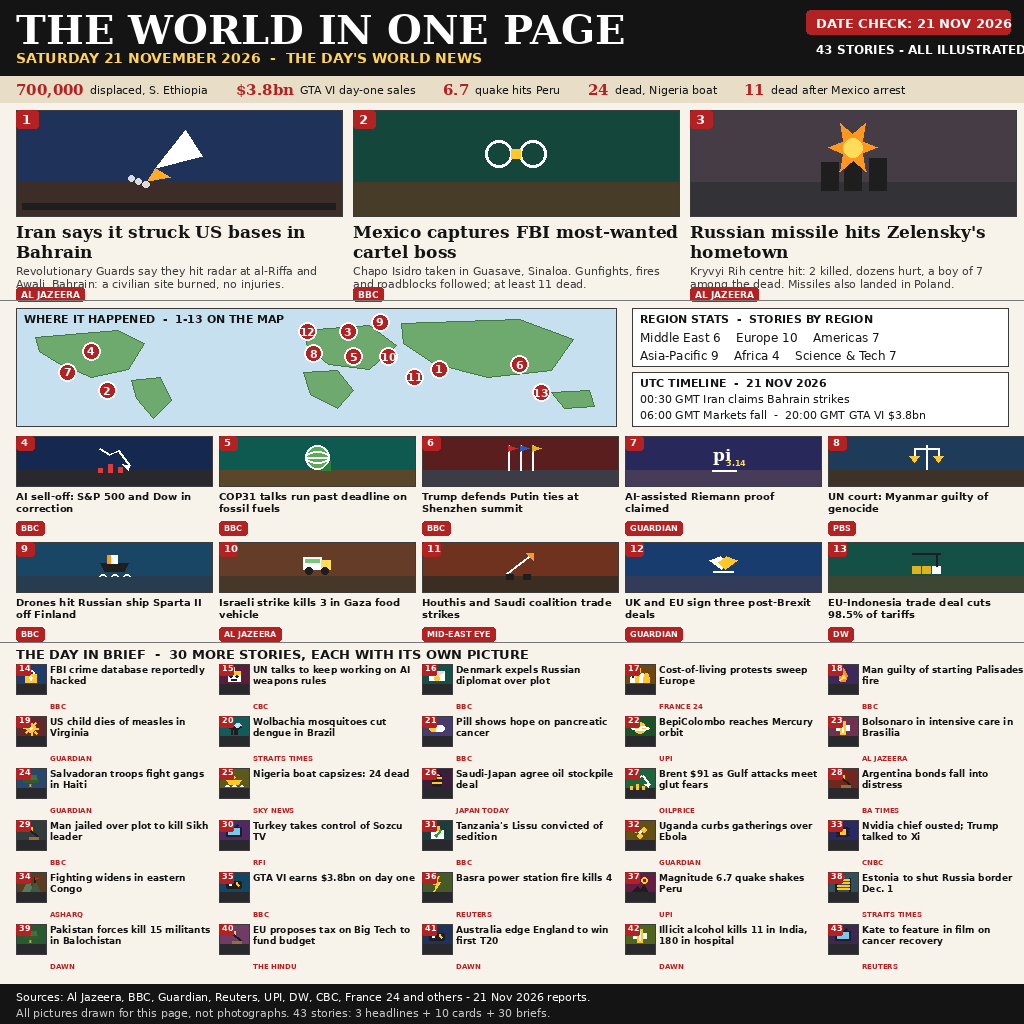 THE WORLD IN ONE PAGE
SATURDAY 21 NOVEMBER 2026 - THE DAY'S WORLD NEWS
DATE CHECK: 21 NOV 2026
43 STORIES - ALL ILLUSTRATED
700,000 displaced, S. Ethiopia $3.8bn GTA VI day-one sales 6.7 quake hits Peru 24 dead, Nigeria boat 11 dead after Mexico arrest
1
Iran says it struck US bases in
Bahrain
Revolutionary Guards say they hit radar at al-Riffa and
Awali, Bahrain: a civilian site burned, no injuries.
AL JAZEERA
2
Mexico captures FBI most-wanted
cartel boss
Chapo Isidro taken in Guasave, Sinaloa. Gunfights, fires
and roadblocks followed; at least 11 dead.
BBC
3
Russian missile hits Zelensky's
hometown
Kryvyi Rih centre hit: 2 killed, dozens hurt, a boy of 7
among the dead. Missiles also landed in Poland.
AL JAZEERA
WHERE IT HAPPENED - 1-13 ON THE MAP
9
12
3
4
8
5
10
7
11
1
6
2
13
REGION STATS - STORIES BY REGION
Middle East 6 Europe 10 Americas 7
Asia-Pacific 9 Africa 4 Science & Tech 7
UTC TIMELINE - 21 NOV 2026
00:30 GMT Iran claims Bahrain strikes
06:00 GMT Markets fall - 20:00 GMT GTA VI $3.8bn
4
AI sell-off: S&P 500 and Dow in
correction
BBC
5
COP31 talks run past deadline on
fossil fuels
BBC
6
Trump defends Putin ties at
Shenzhen summit
BBC
7
pi
3.14
AI-assisted Riemann proof
claimed
GUARDIAN
8
UN court: Myanmar guilty of
genocide
PBS
9
Drones hit Russian ship Sparta II
off Finland
BBC
10
Israeli strike kills 3 in Gaza food
vehicle
AL JAZEERA
11
Houthis and Saudi coalition trade
strikes
MID-EAST EYE
12
UK and EU sign three post-Brexit
deals
GUARDIAN
13
EU-Indonesia trade deal cuts
98.5% of tariffs
DW
THE DAY IN BRIEF - 30 MORE STORIES, EACH WITH ITS OWN PICTURE
14
FBI crime database reportedly
hacked
BBC
15
UN talks to keep working on AI
weapons rules
CBC
16
Denmark expels Russian
diplomat over plot
BBC
17
Cost-of-living protests sweep
Europe
FRANCE 24
18
Man guilty of starting Palisades
fire
BBC
19
US child dies of measles in
Virginia
GUARDIAN
20
Wolbachia mosquitoes cut
dengue in Brazil
STRAITS TIMES
21
Pill shows hope on pancreatic
cancer
BBC
22
BepiColombo reaches Mercury
orbit
UPI
23
Bolsonaro in intensive care in
Brasilia
AL JAZEERA
24
Salvadoran troops fight gangs
in Haiti
GUARDIAN
25
Nigeria boat capsizes: 24 dead
SKY NEWS
26
Saudi-Japan agree oil stockpile
deal
JAPAN TODAY
27
Brent $91 as Gulf attacks meet
glut fears
OILPRICE
28
Argentina bonds fall into
distress
BA TIMES
29
Man jailed over plot to kill Sikh
leader
BBC
30
Turkey takes control of Sozcu
TV
RFI
31
Tanzania's Lissu convicted of
sedition
BBC
32
Uganda curbs gatherings over
Ebola
GUARDIAN
33
Nvidia chief ousted; Trump
talked to Xi
CNBC
34
Fighting widens in eastern
Congo
ASHARQ
35
GTA VI earns $3.8bn on day one
BBC
36
Basra power station fire kills 4
REUTERS
37
Magnitude 6.7 quake shakes
Peru
UPI
38
Estonia to shut Russia border
Dec. 1
STRAITS TIMES
39
Pakistan forces kill 15 militants
in Balochistan
DAWN
40
EU proposes tax on Big Tech to
fund budget
THE HINDU
41
Australia edge England to win
first T20
DAWN
42
Illicit alcohol kills 11 in India,
180 in hospital
DAWN
43
Kate to feature in film on
cancer recovery
REUTERS
Sources: Al Jazeera, BBC, Guardian, Reuters, UPI, DW, CBC, France 24 and others - 21 Nov 2026 reports.
All pictures drawn for this page, not photographs. 43 stories: 3 headlines + 10 cards + 30 briefs.